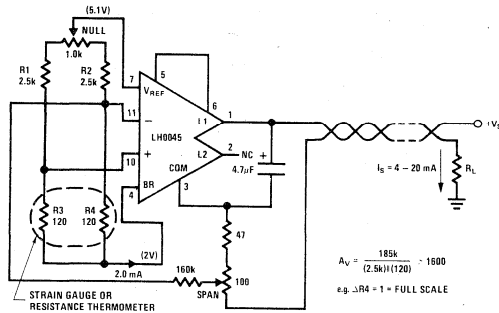 (5.1V)
NULL
1.0k
R1
2.5k
R2
2.5k
7
VREF
5
6
11
−
LH0045
L1
1
10
+
L2
2
NC
+
4.7μF
COM
BR
4
3
R3
120
R4
120
(2V)
2.0 mA
47
160k
SPAN
100
IS = 4 – 20 mA
RL
STRAIN GAUGE OR
RESISTANCE THERMOMETER
AV = 185k / (2.5k)||(120) = 1600
e.g. ΔR4 = 1 = FULL SCALE